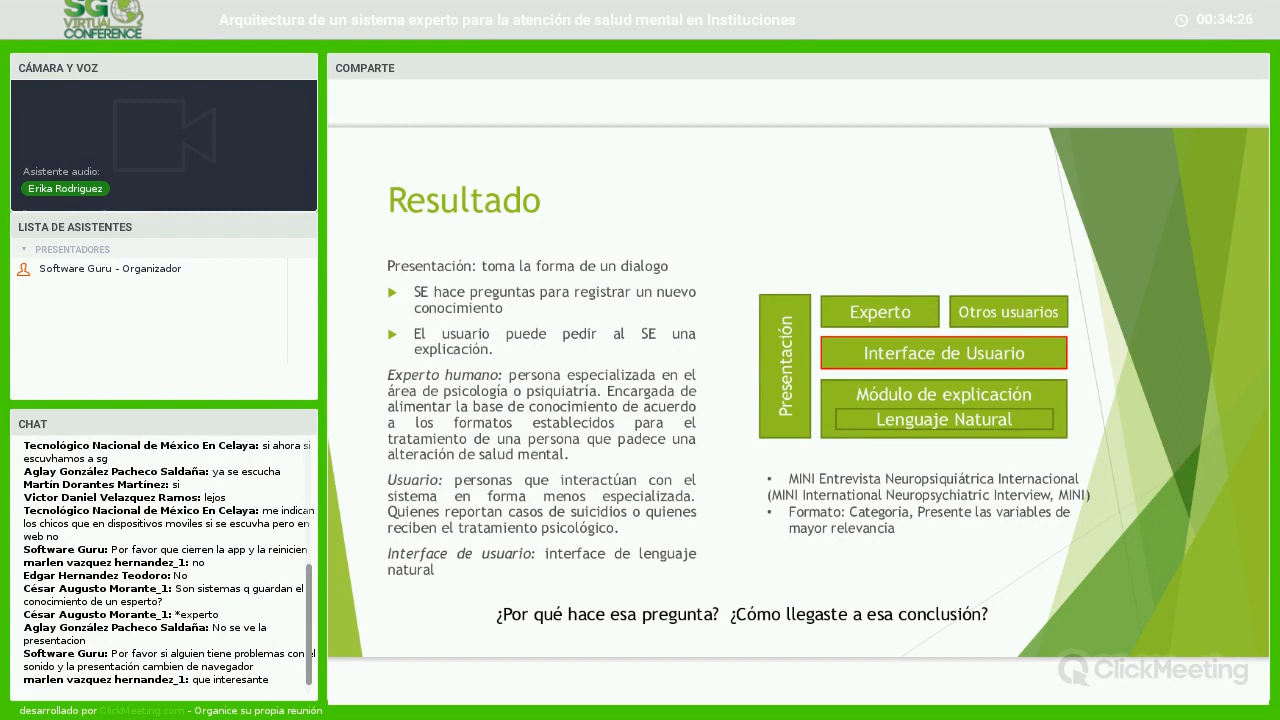 SG
VIRTUAL
CONFERENCE
Arquitectura de un sistema experto para la atención de salud mental en Instituciones
00:34:26
CÁMARA Y VOZ
Asistente audio:
Erika Rodriguez
LISTA DE ASISTENTES
PRESENTADORES
Software Guru - Organizador
CHAT
Tecnológico Nacional de México En Celaya: si ahora si
escuvhamos a sg
Aglay González Pacheco Saldaña: ya se escucha
Martín Dorantes Martínez: si
Victor Daniel Velazquez Ramos: lejos
Tecnológico Nacional de México En Celaya: me indican
los chicos que en dispositivos moviles si se escuvha pero en
web no
Software Guru: Por favor que cierren la app y la reinicien
marlen vazquez hernandez_1: no
Edgar Hernandez Teodoro: No
César Augusto Morante_1: Son sistemas q guardan el
conocimiento de un esperto?
César Augusto Morante_1: *experto
Aglay González Pacheco Saldaña: No se ve la
presentacion
Software Guru: Por favor si alguien tiene problemas con el
sonido y la presentación cambien de navegador
marlen vazquez hernandez_1: que interesante
desarrollado por ClickMeeting.com - Organice su propia reunión
COMPARTE
Resultado
Presentación: toma la forma de un dialogo
SE hace preguntas para registrar un nuevo
conocimiento
El usuario puede pedir al SE una
explicación.
Experto humano: persona especializada en el
área de psicología o psiquiatría. Encargada de
alimentar la base de conocimiento de acuerdo
a los formatos establecidos para el
tratamiento de una persona que padece una
alteración de salud mental.
Usuario: personas que interactúan con el
sistema en forma menos especializada.
Quienes reportan casos de suicidios o quienes
reciben el tratamiento psicológico.
Interface de usuario: interface de lenguaje
natural
Presentación
Experto
Otros usuarios
Interface de Usuario
Módulo de explicación
Lenguaje Natural
• MINI Entrevista Neuropsiquiátrica Internacional
(MINI International Neuropsychiatric Interview, MINI)
• Formato: Categoria, Presente las variables de
mayor relevancia
¿Por qué hace esa pregunta? ¿Cómo llegaste a esa conclusión?
ClickMeeting